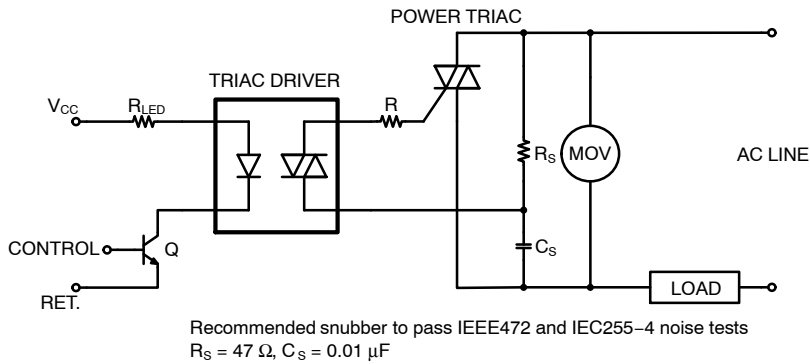 POWER TRIAC
TRIAC DRIVER
VCC
RLED
R
RS
MOV
AC LINE
CONTROL
Q
CS
RET.
LOAD
Recommended snubber to pass IEEE472 and IEC255−4 noise tests
RS = 47 Ω, CS = 0.01 μF